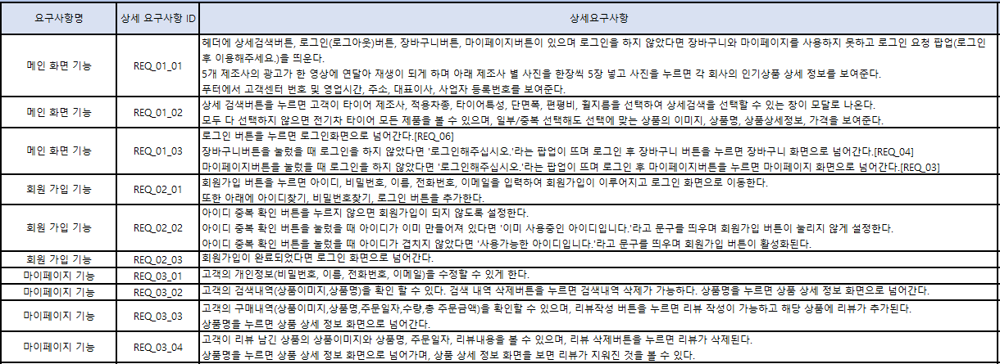 요구사항명 상세 요구사항 ID 상세요구사항
헤더에 상세검색버튼, 로그인(로그아웃)버튼, 장바구니버튼, 마이페이지버튼이 있으며 로그인을 하지 않았다면 장바구니와 마이페이지를 사용하지 못하고 로그인 요청 팝업(로그인
후 이용해주세요.)을 띄운다.
메인 화면 기능 REQ_01_01
5개 제조사의 광고가 한 영상에 연달아 재생이 되게 하며 아래 제조사 별 사진을 한장씩 5장 넣고 사진을 누르면 각 회사의 인기상품 상세 정보를 보여준다.
푸터에서 고객센터 번호 및 영업시간, 주소, 대표이사, 사업자 등록번호를 보여준다.
메인 화면 기능 REQ_01_02
상세 검색버튼을 누르면 고객이 타이어 제조사, 적용차종, 타이어특성, 단면폭, 편평비, 휠지름을 선택하여 상세검색을 선택할 수 있는 창이 모달로 나온다.
모두 다 선택하지 않으면 전기차 타이어 모든 제품을 볼 수 있으며, 일부/중복 선택해도 선택에 맞는 상품의 이미지, 상품명, 상품상세정보, 가격을 보여준다.
메인 화면 기능 REQ_01_03
로그인 버튼을 누르면 로그인화면으로 넘어간다.[REQ_06]
장바구니버튼을 눌렀을 때 로그인을 하지 않았다면 '로그인해주십시오.'라는 팝업이 뜨며 로그인 후 장바구니 버튼을 누르면 장바구니 화면으로 넘어간다.[REQ_04]
마이페이지버튼을 눌렀을 때 로그인을 하지 않았다면 '로그인해주십시오.'라는 팝업이 뜨며 로그인 후 마이페이지버튼을 누르면 마이페이지 화면으로 넘어간다.[REQ_03]
회원 가입 기능 REQ_02_01
회원가입 버튼을 누르면 아이디, 비밀번호, 이름, 전화번호, 이메일을 입력하여 회원가입이 이루어지고 로그인 화면으로 이동한다.
또한 아래에 아이디찾기, 비밀번호찾기, 로그인 버튼을 추가한다.
회원 가입 기능 REQ_02_02
아이디 중복 확인 버튼을 누르지 않으면 회원가입이 되지 않도록 설정한다.
아이디 중복 확인 버튼을 눌렀을 때 아이디가 이미 만들어져 있다면 '이미 사용중인 아이디입니다.'라고 문구를 띄우며 회원가입 버튼이 눌리지 않게 설정한다.
아이디 중복 확인 버튼을 눌렀을 때 아이디가 겹치지 않았다면 '사용가능한 아이디입니다.'라고 문구를 띄우며 회원가입 버튼이 활성화된다.
회원 가입 기능 REQ_02_03 회원가입이 완료되었다면 로그인 화면으로 넘어간다.
마이페이지 기능 REQ_03_01 고객의 개인정보(비밀번호, 이름, 전화번호, 이메일)을 수정할 수 있게 한다.
마이페이지 기능 REQ_03_02 고객의 검색내역(상품이미지,상품명)을 확인 할 수 있다. 검색 내역 삭제버튼을 누르면 검색내역 삭제가 가능하다. 상품명을 누르면 상품 상세 정보 화면으로 넘어간다.
마이페이지 기능 REQ_03_03
고객의 구매내역(상품이미지,상품명,주문일자,수량,총 주문금액)을 확인할 수 있으며, 리뷰작성 버튼을 누르면 리뷰 작성이 가능하고 해당 상품에 리뷰가 추가된다.
상품명을 누르면 상품 상세 정보 화면으로 넘어간다.
마이페이지 기능 REQ_03_04
고객이 리뷰 남긴 상품의 상품이미지와 상품명, 주문일자, 리뷰내용을 볼 수 있으며, 리뷰 삭제버튼을 누르면 리뷰가 삭제된다.
상품명을 누르면 상품 상세 정보 화면으로 넘어가며, 상품 상세 정보 화면을 보면 리뷰가 지워진 것을 볼 수 있다.